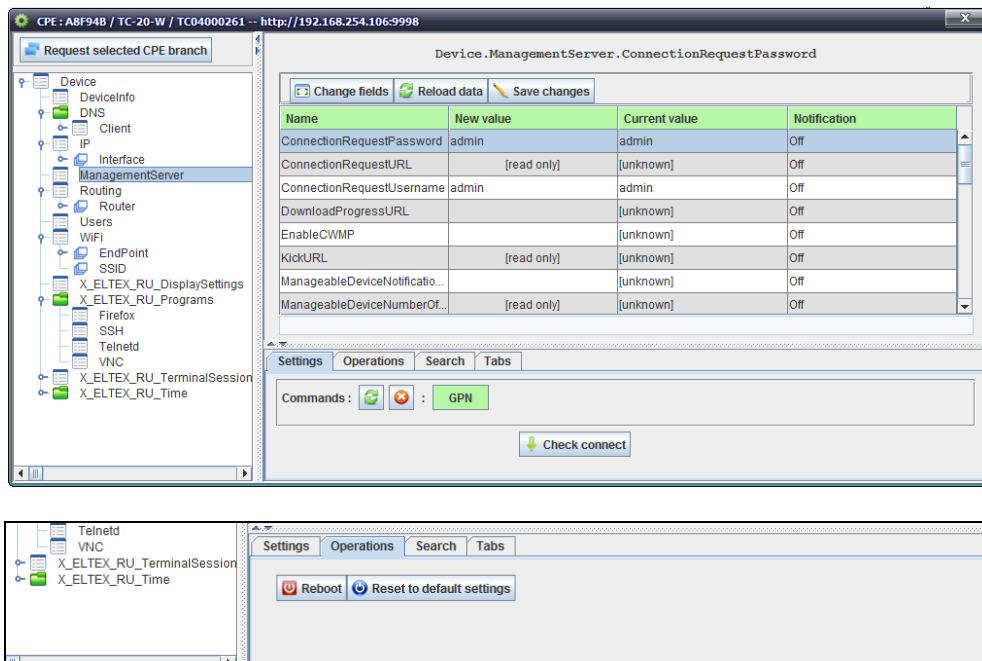 CPE : A8F94B / TC-20-W / TC04000261 -- http://192.168.254.106:9998
Request selected CPE branch
Device
DeviceInfo
DNS
Client
IP
Interface
ManagementServer
Routing
Router
Users
WiFi
EndPoint
SSID
X_ELTEX_RU_DisplaySettings
X_ELTEX_RU_Programs
Firefox
SSH
Telnetd
VNC
X_ELTEX_RU_TerminalSession
X_ELTEX_RU_Time
Device.ManagementServer.ConnectionRequestPassword
Change fields Reload data Save changes
Name New value Current value Notification
ConnectionRequestPassword admin admin Off
ConnectionRequestURL [read only] [unknown] Off
ConnectionRequestUsername admin admin Off
DownloadProgressURL [unknown] Off
EnableCWMP [unknown] Off
KickURL [read only] [unknown] Off
ManageableDeviceNotificatio... [unknown] Off
ManageableDeviceNumberOf... [read only] [unknown] Off
Settings Operations Search Tabs
Commands : : GPN
Check connect
Telnetd
VNC
X_ELTEX_RU_TerminalSession
X_ELTEX_RU_Time
Settings Operations Search Tabs
Reboot Reset to default settings